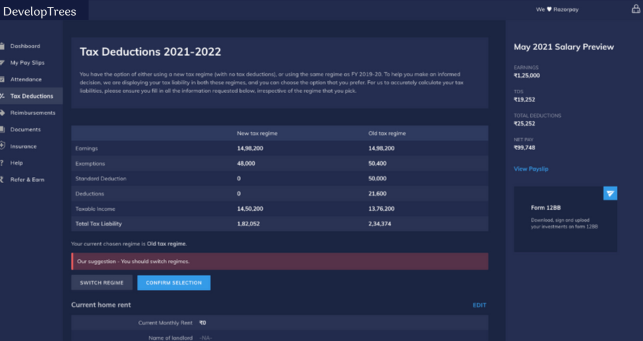 DevelopTrees
We ♥ Razorpay
Dashboard
My Pay Slips
Attendance
Tax Deductions
Reimbursements
Documents
Insurance
Help
Refer & Earn
Tax Deductions 2021-2022
You have the option of either using a new tax regime (with no tax deductions), or using the same regime as FY 2019-20. To help you make an informed
decision, we are displaying your tax liability in both these regimes, and you can choose the option that you prefer. For us to accurately calculate your tax
liabilities, please ensure you fill in all the information requested below, irrespective of the regime that you pick.
New tax regime Old tax regime
Earnings 14,98,200 14,98,200
Exemptions 48,000 50,400
Standard Deduction 0 50,000
Deductions 0 21,600
Taxable Income 14,50,200 13,76,200
Total Tax Liability 1,82,052 2,34,374
Your current chosen regime is Old tax regime.
Our suggestion - You should switch regimes.
SWITCH REGIME CONFIRM SELECTION
Current home rent EDIT
Current Monthly Rent ₹0
Name of landlord -NA-
May 2021 Salary Preview
EARNINGS
₹1,25,000
TDS
₹19,252
TOTAL DEDUCTIONS
₹25,252
NET PAY
₹99,748
View Payslip
Form 12BB
Download, sign and upload
your investments on form 12BB